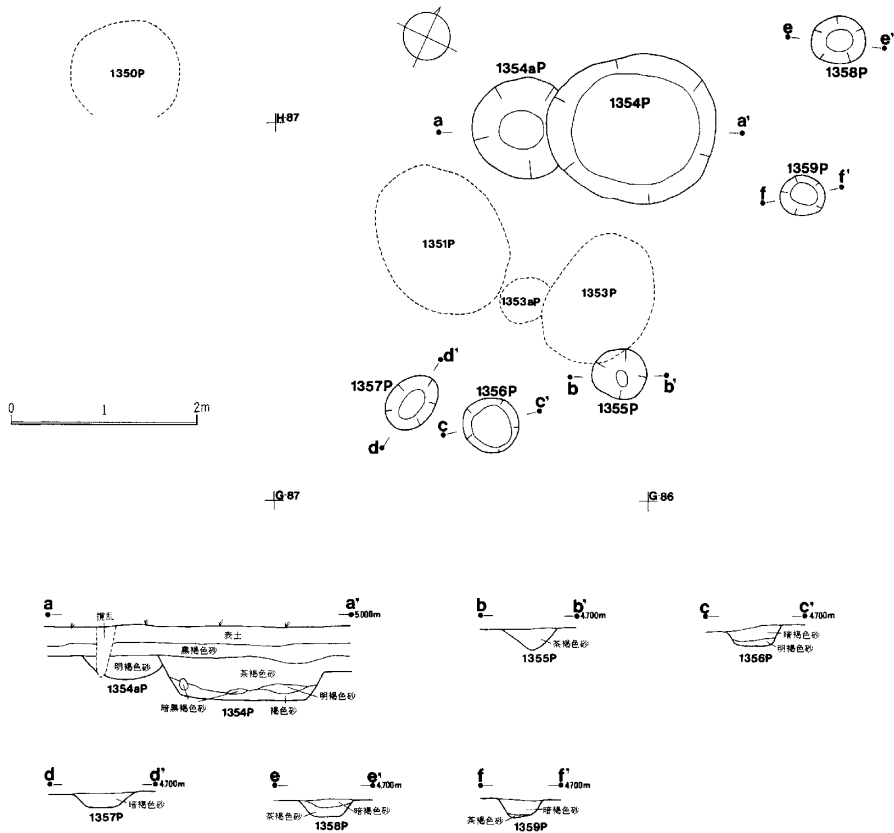 1350P
H-87
1354aP
1354P
a
a'
e
e'
1358P
1359P
f
f'
1351P
1353aP
1353P
d'
1357P
1356P
c'
b
b'
1355P
c
d
0 1 2m
G-87
G-86
a
攪乱
a'
5.000m
表土
黒褐色砂
明褐色砂
茶褐色砂
1354aP
明褐色砂
暗黒褐色砂
1354P
褐色砂
b
b'
4.700m
茶褐色砂
1355P
c
c'
4.700m
暗褐色砂
明褐色砂
1356P
d
d'
4.700m
暗褐色砂
1357P
e
e'
4.700m
茶褐色砂
暗褐色砂
1358P
f
f'
4.700m
暗褐色砂
茶褐色砂
1359P